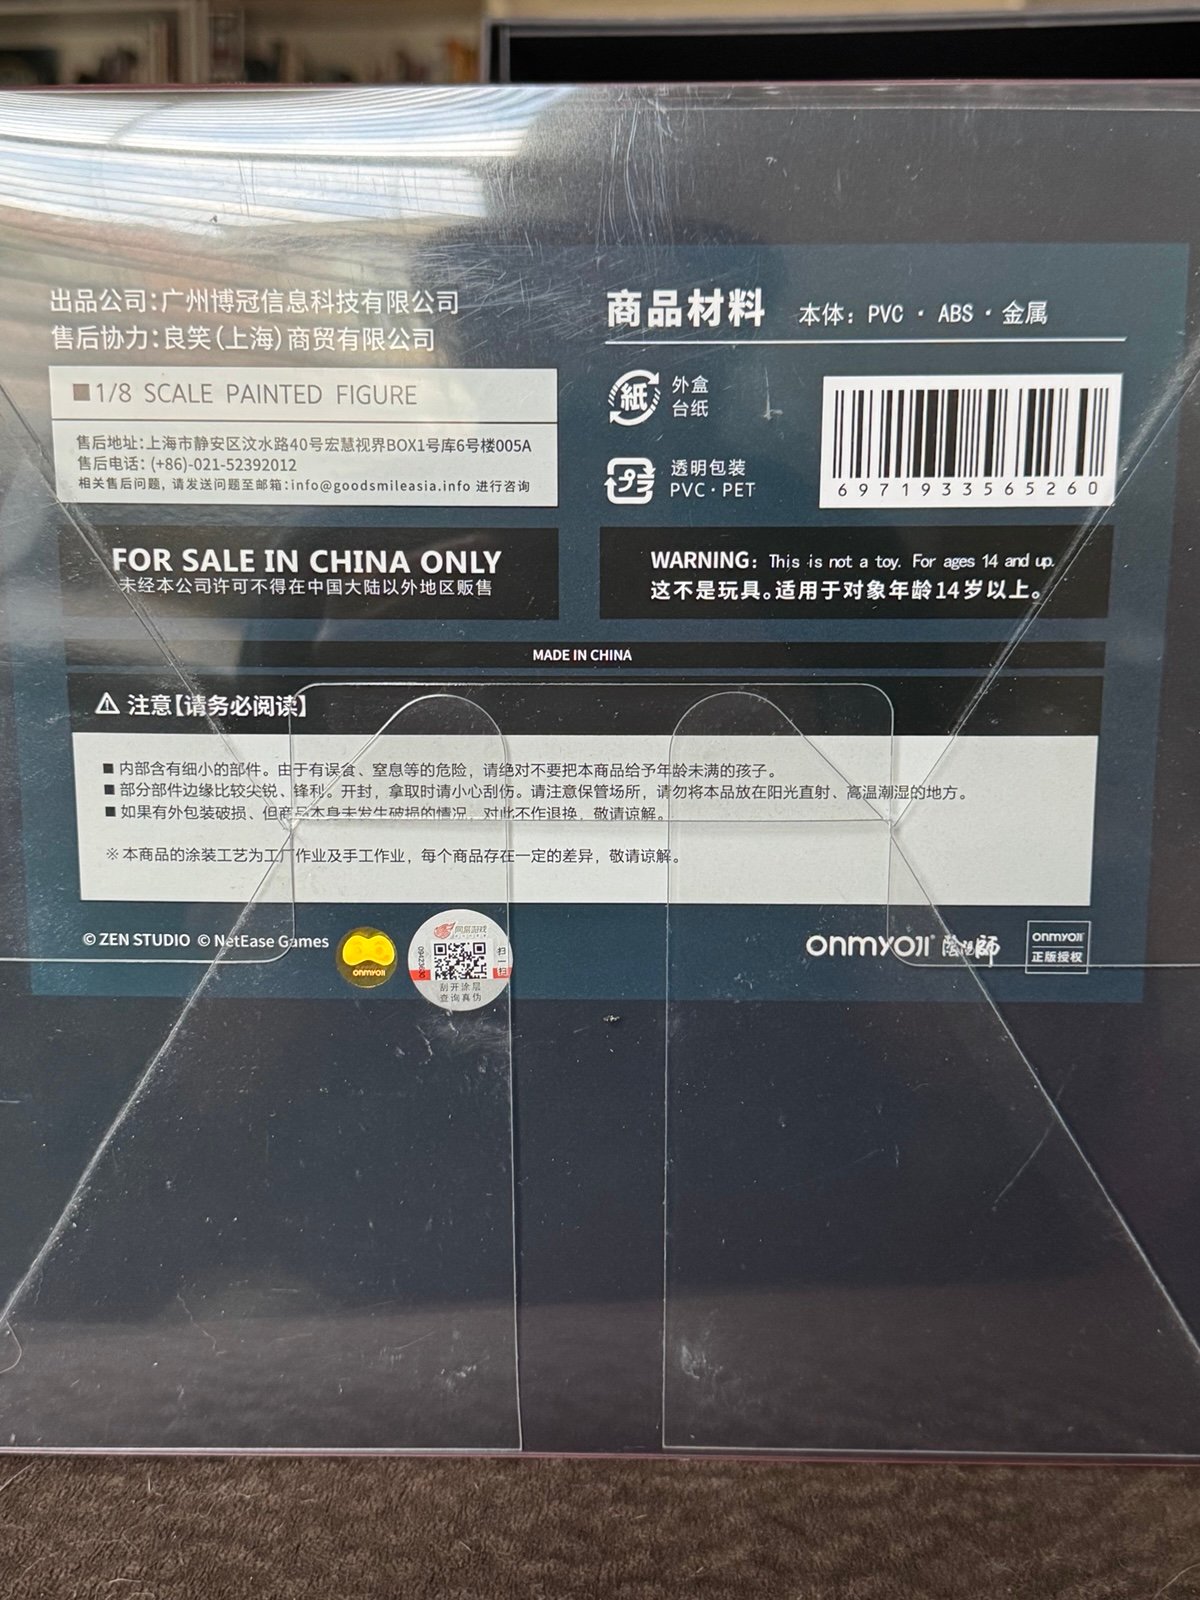 出品公司：广州博冠信息科技有限公司
售后协力：良笑（上海）商贸有限公司
■1/8 SCALE PAINTED FIGURE
售后地址：上海市静安区汶水路40号宏慧视界BOX1号库6号楼005A
售后电话：(+86)-021-52392012
相关售后问题，请发送问题至邮箱：info@goodsmileasia.info 进行咨询
FOR SALE IN CHINA ONLY
未经本公司许可不得在中国大陆以外地区贩售
商品材料 本体：PVC · ABS · 金属
紙 外盒
台纸
プラ 透明包装
PVC · PET
6971933565260
WARNING: This is not a toy. For ages 14 and up.
这不是玩具。适用于对象年龄14岁以上。
MADE IN CHINA
⚠ 注意【请务必阅读】
■ 内部含有细小的部件。由于有误食、窒息等的危险，请绝对不要把本商品给予年龄未满的孩子。
■ 部分部件边缘比较尖锐、锋利。开封，拿取时请小心刮伤。请注意保管场所，请勿将本品放在阳光直射、高温潮湿的地方。
■ 如果有外包装破损、但商品本身未发生破损的情况，对此不作退换，敬请谅解。
※ 本商品的涂装工艺为工厂作业及手工作业，每个商品存在一定的差异，敬请谅解。
© ZEN STUDIO © NetEase Games
onmyoji
网易游戏
扫一扫
刮开涂层
查询真伪
onmyoji 陰陽師
onmyoji
正版授权